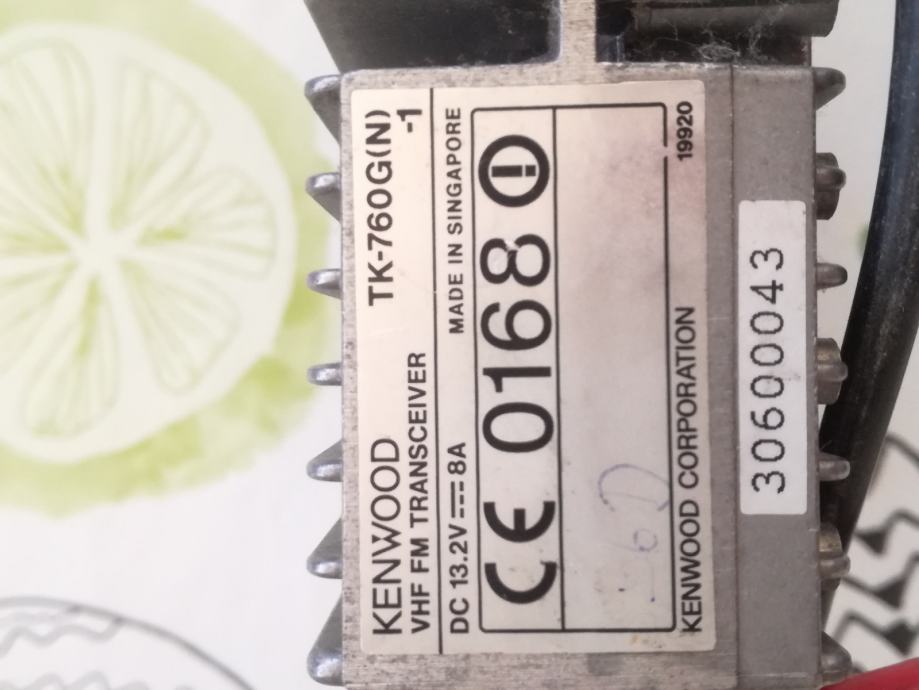 KENWOOD
VHF FM TRANSCEIVER
TK-760G(N)
-1
DC 13.2V⎓8A
MADE IN SINGAPORE
CE 0168
KENWOOD CORPORATION
19920
30600043